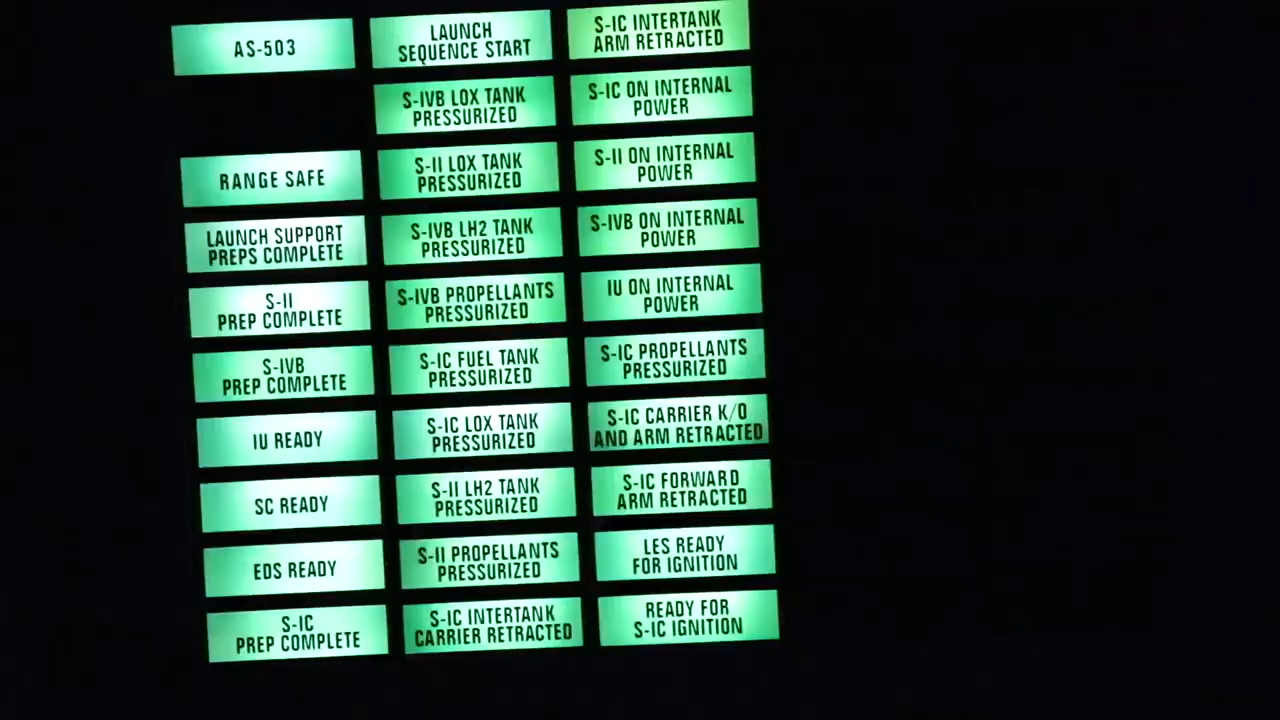 AS-503
RANGE SAFE
LAUNCH SUPPORT
PREPS COMPLETE
S-II
PREP COMPLETE
S-IVB
PREP COMPLETE
IU READY
SC READY
EDS READY
S-IC
PREP COMPLETE
LAUNCH
SEQUENCE START
S-IVB LOX TANK
PRESSURIZED
S-II LOX TANK
PRESSURIZED
S-IVB LH2 TANK
PRESSURIZED
S-IVB PROPELLANTS
PRESSURIZED
S-IC FUEL TANK
PRESSURIZED
S-IC LOX TANK
PRESSURIZED
S-II LH2 TANK
PRESSURIZED
S-II PROPELLANTS
PRESSURIZED
S-IC INTERTANK
CARRIER RETRACTED
S-IC INTERTANK
ARM RETRACTED
S-IC ON INTERNAL
POWER
S-II ON INTERNAL
POWER
S-IVB ON INTERNAL
POWER
IU ON INTERNAL
POWER
S-IC PROPELLANTS
PRESSURIZED
S-IC CARRIER K/O
AND ARM RETRACTED
S-IC FORWARD
ARM RETRACTED
LES READY
FOR IGNITION
READY FOR
S-IC IGNITION